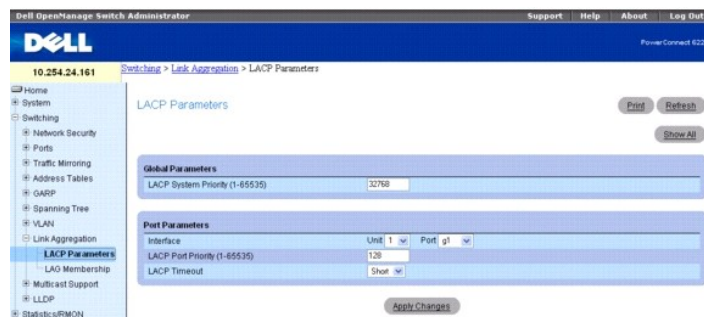 Dell OpenManage Switch Administrator Support Help About Log Out
DELL
PowerConnect 622
10.254.24.161
Switching > Link Aggregation > LACP Parameters
Home
System
Switching
Network Security
Ports
Traffic Mirroring
Address Tables
GARP
Spanning Tree
VLAN
Link Aggregation
LACP Parameters
LAG Membership
Multicast Support
LLDP
Statistics/RMON
LACP Parameters
Print Refresh
Show All
Global Parameters
LACP System Priority (1-65535) 32768
Port Parameters
Interface Unit 1 Port g1
LACP Port Priority (1-65535) 128
LACP Timeout Short
Apply Changes